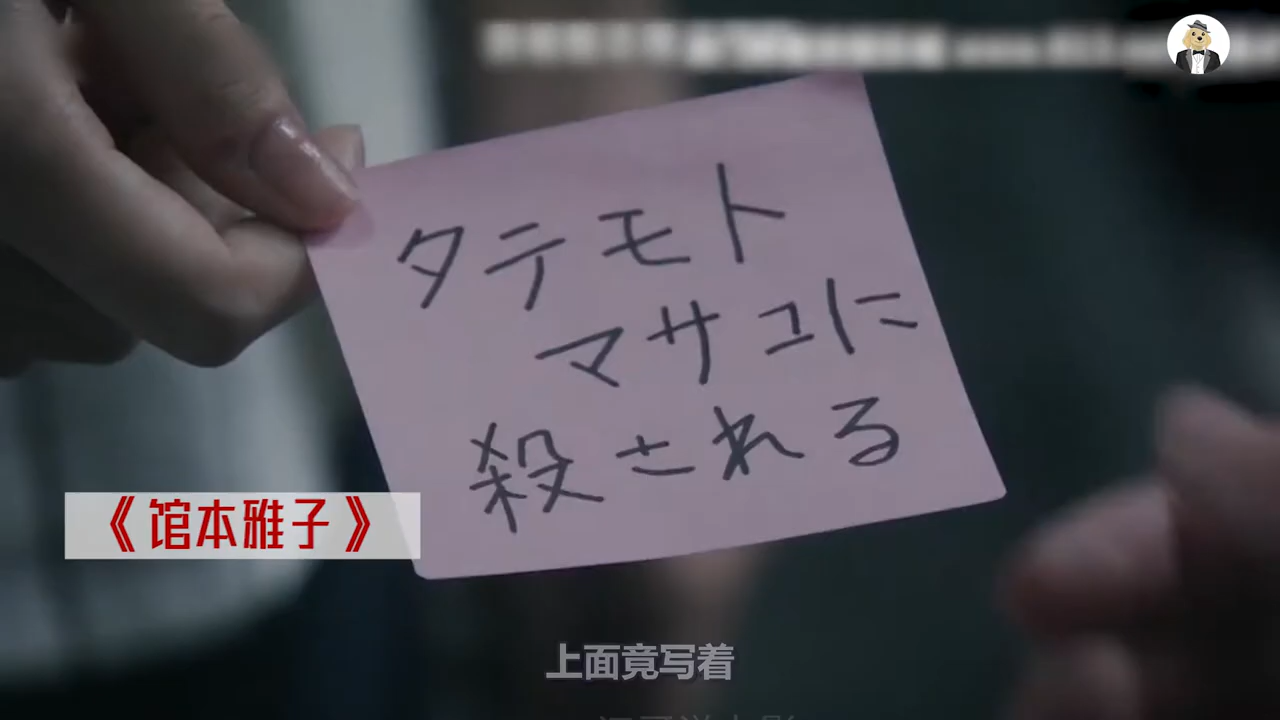 タテモト
マサコに
殺される
《馆本雅子》
上面竟写着